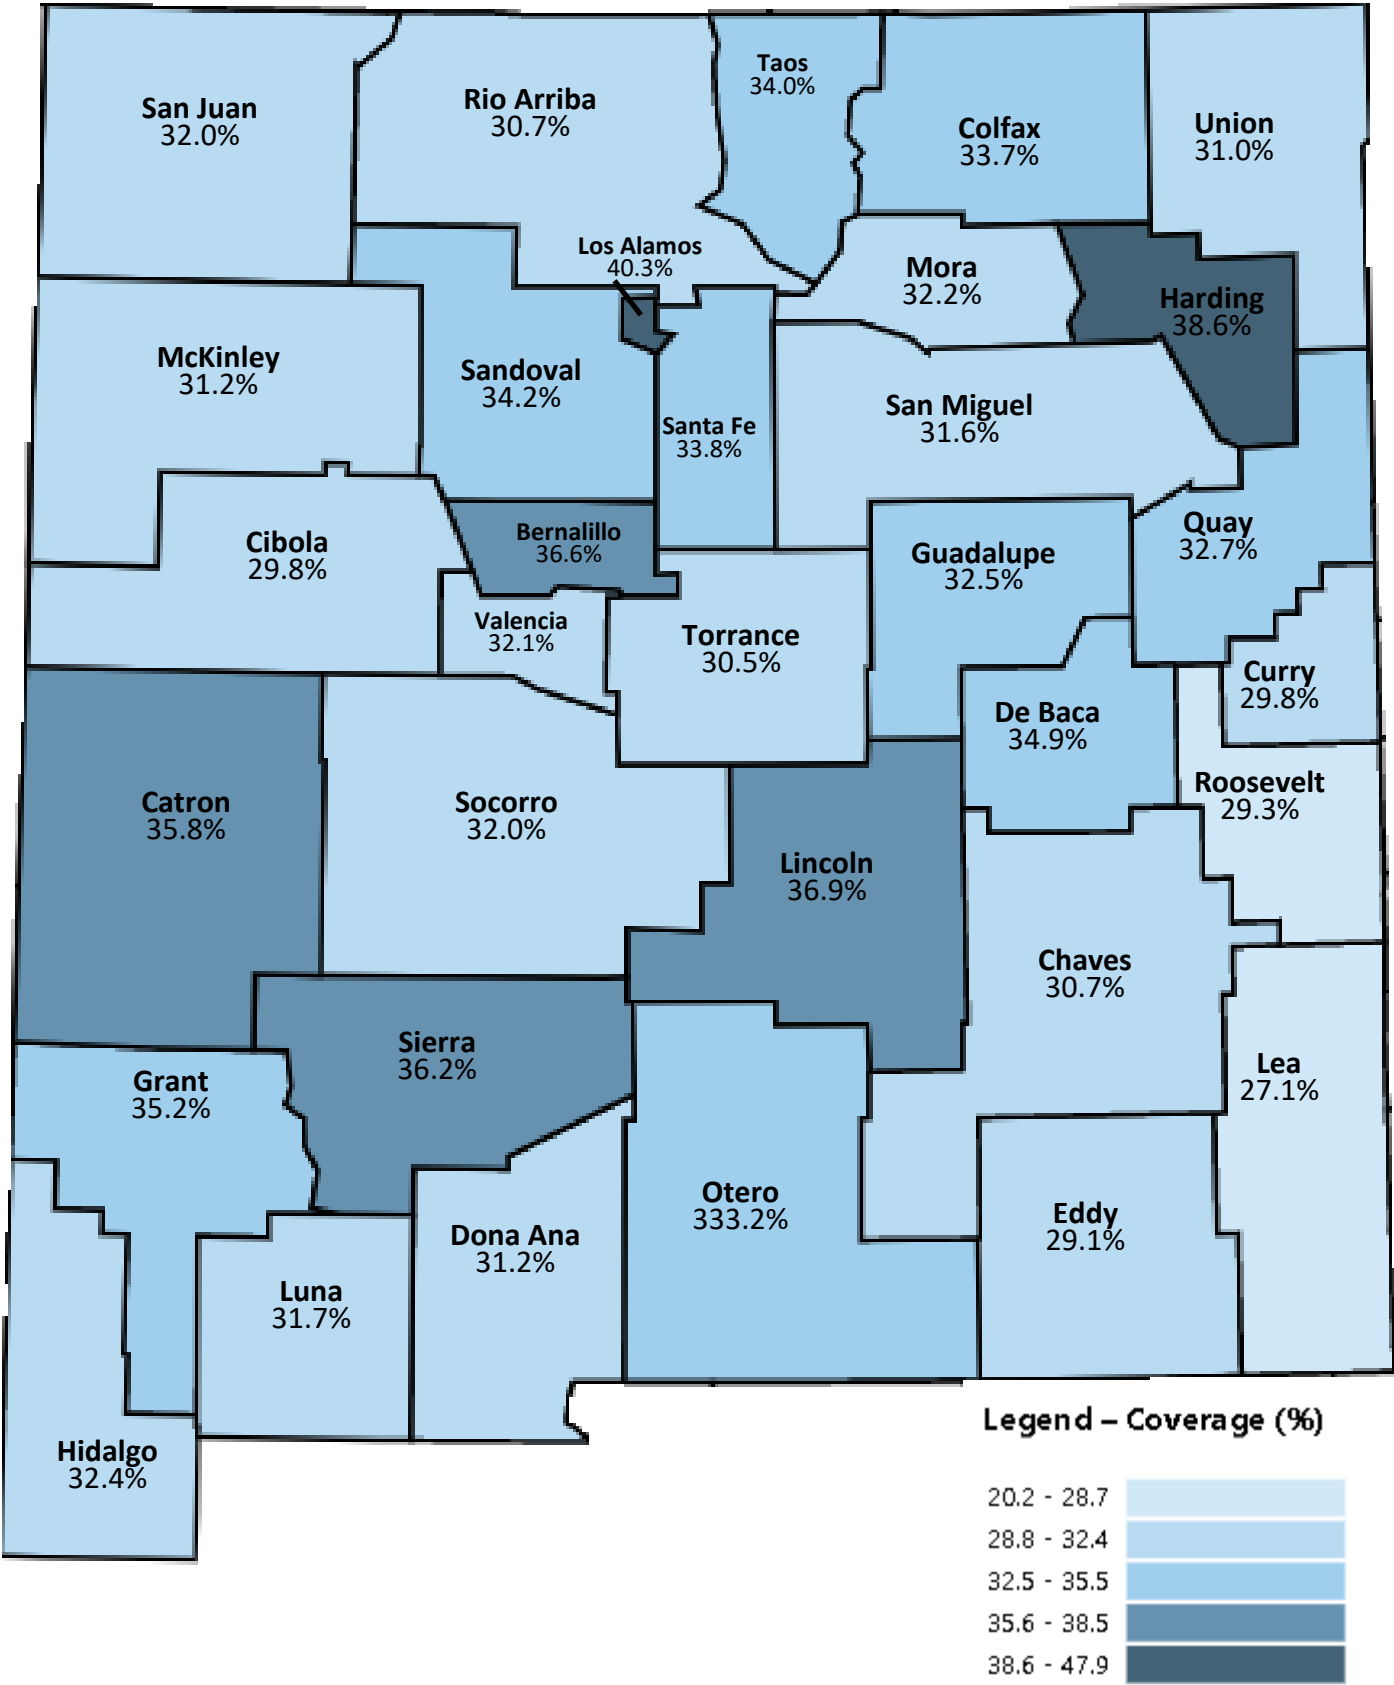 San Juan
32.0%
Rio Arriba
30.7%
Taos
34.0%
Colfax
33.7%
Union
31.0%
Los Alamos
40.3%
Mora
32.2%
Harding
38.6%
McKinley
31.2%
Sandoval
34.2%
Santa Fe
33.8%
San Miguel
31.6%
Cibola
29.8%
Bernalillo
36.6%
Guadalupe
32.5%
Quay
32.7%
Valencia
32.1%
Torrance
30.5%
Curry
29.8%
De Baca
34.9%
Catron
35.8%
Socorro
32.0%
Roosevelt
29.3%
Lincoln
36.9%
Chaves
30.7%
Sierra
36.2%
Grant
35.2%
Lea
27.1%
Otero
333.2%
Eddy
29.1%
Dona Ana
31.2%
Luna
31.7%
Hidalgo
32.4%
Legend – Coverage (%)
20.2 - 28.7
28.8 - 32.4
32.5 - 35.5
35.6 - 38.5
38.6 - 47.9